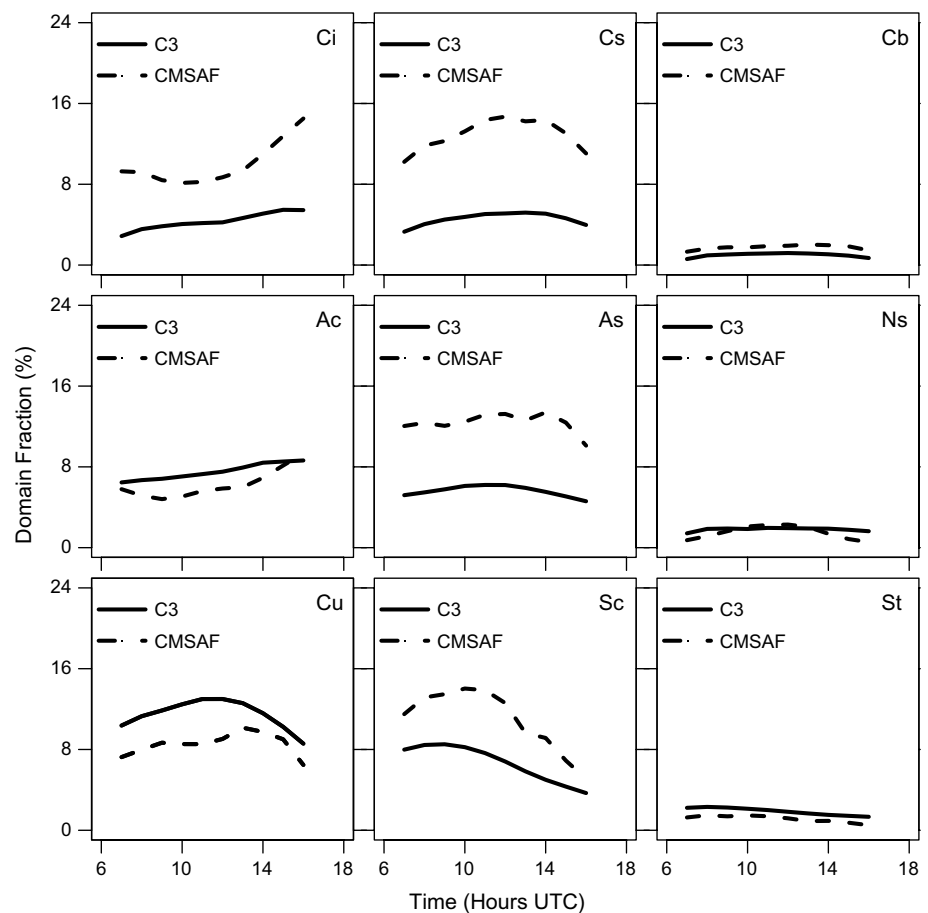 24
16
8
0
C3
CMSAF
Ci
C3
CMSAF
Cs
C3
CMSAF
Cb
24
16
8
0
C3
CMSAF
Ac
C3
CMSAF
As
C3
CMSAF
Ns
24
16
8
0
C3
CMSAF
Cu
C3
CMSAF
Sc
C3
CMSAF
St
6 10 14 18
6 10 14 18
6 10 14 18
Domain Fraction (%)
Time (Hours UTC)